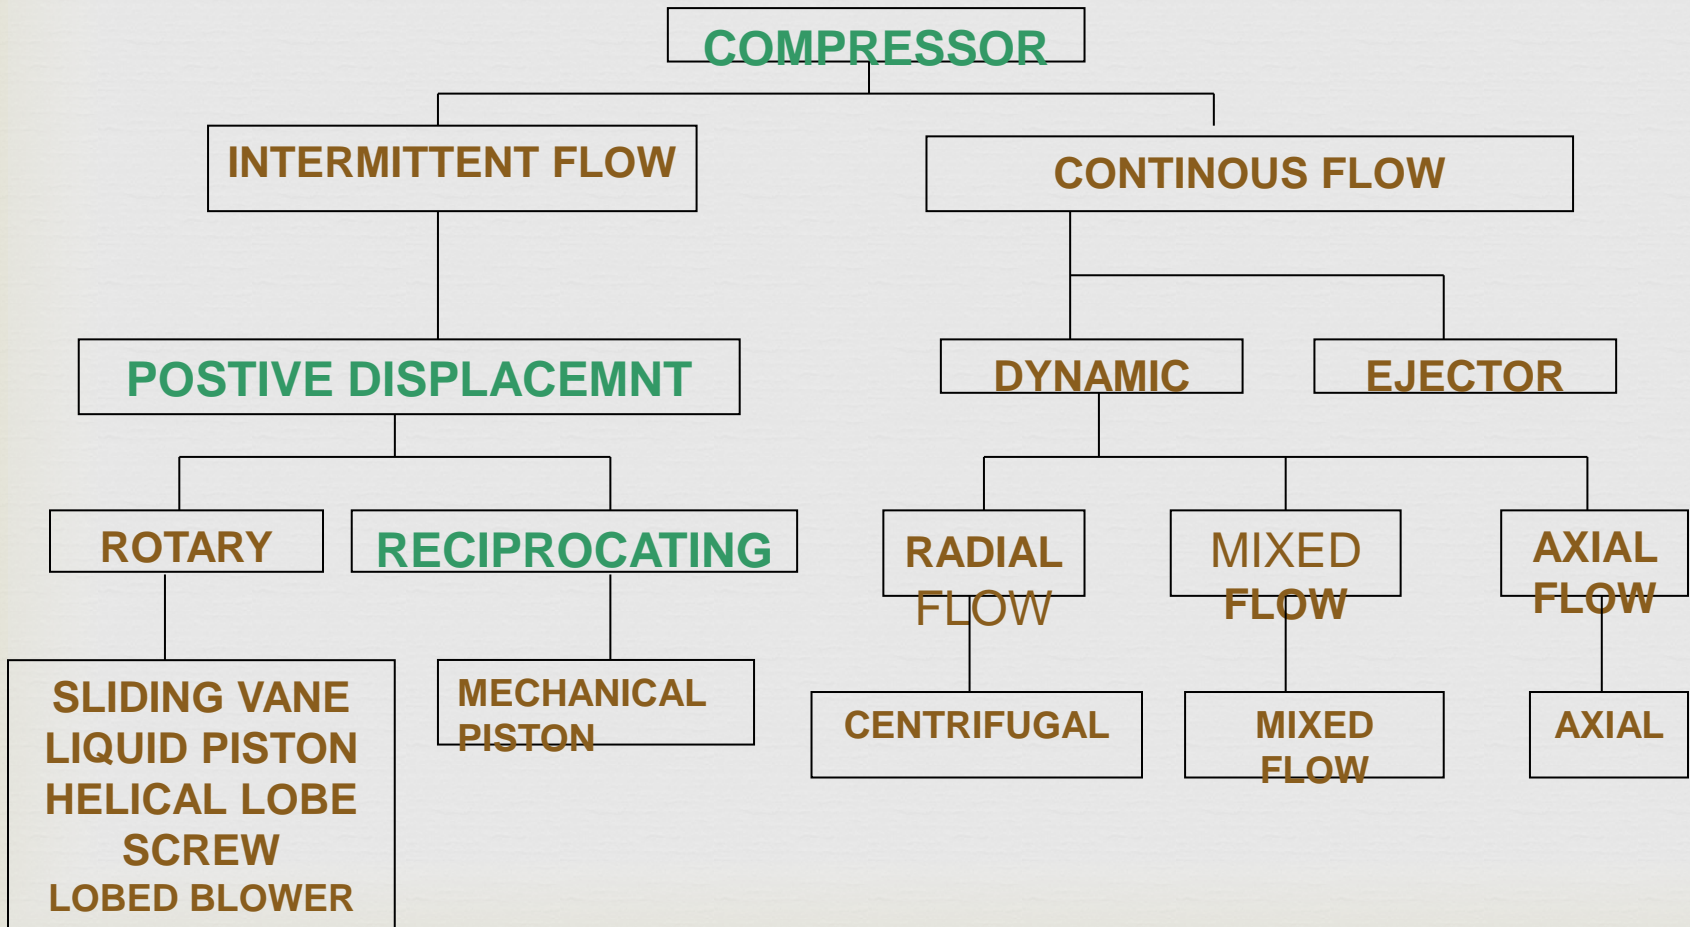 COMPRESSOR
INTERMITTENT FLOW
CONTINOUS FLOW
POSTIVE DISPLACEMNT
DYNAMIC
EJECTOR
ROTARY
RECIPROCATING
RADIAL
FLOW
MIXED
FLOW
AXIAL
FLOW
SLIDING VANE
LIQUID PISTON
HELICAL LOBE
SCREW
LOBED BLOWER
MECHANICAL
PISTON
CENTRIFUGAL
MIXED
FLOW
AXIAL